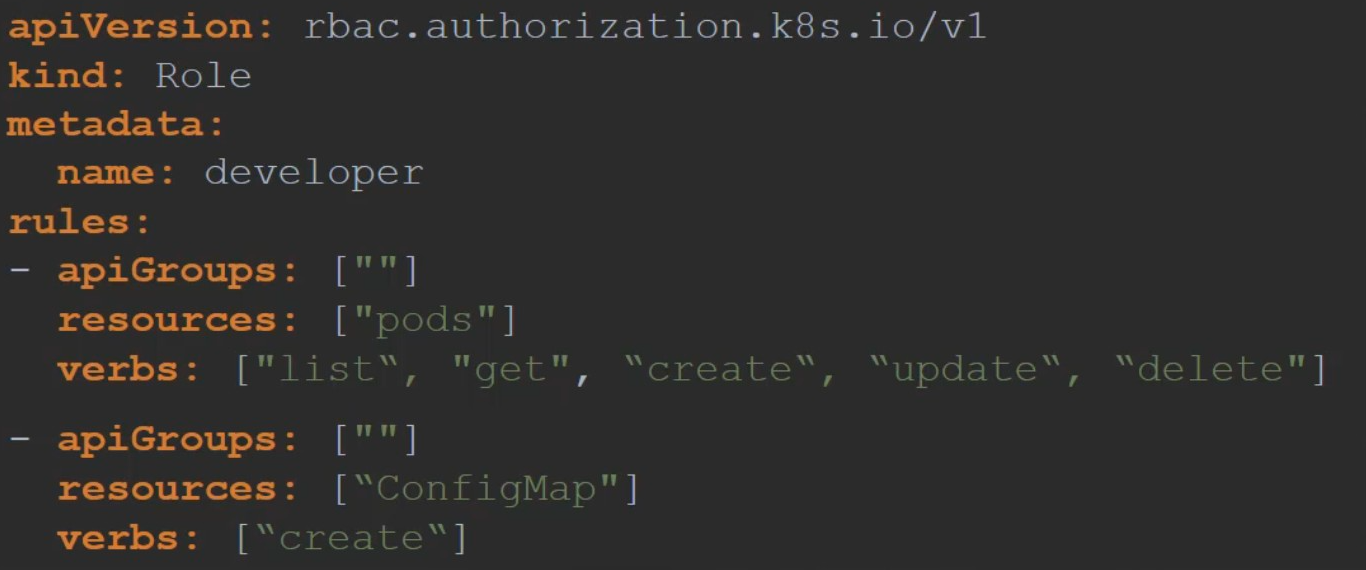 apiVersion: rbac.authorization.k8s.io/v1
kind: Role
metadata:
  name: developer
rules:
- apiGroups: [""]
  resources: ["pods"]
  verbs: ["list“, "get", “create“, “update“, “delete"]
- apiGroups: [""]
  resources: [“ConfigMap"]
  verbs: [“create“]